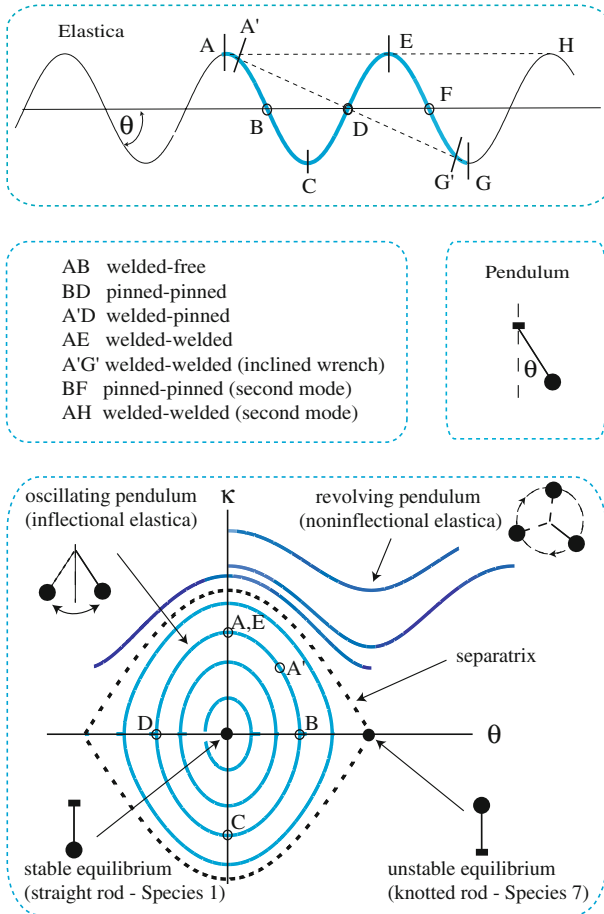 Elastica
A
A'
E
H
θ
B
D
F
C
G'
G
AB welded-free
BD pinned-pinned
A'D welded-pinned
AE welded-welded
A'G' welded-welded (inclined wrench)
BF pinned-pinned (second mode)
AH welded-welded (second mode)
Pendulum
θ
oscillating pendulum
(inflectional elastica)
κ
revolving pendulum
(noninflectional elastica)
A,E
A'
separatrix
D
B
θ
C
stable equilibrium
(straight rod - Species 1)
unstable equilibrium
(knotted rod - Species 7)